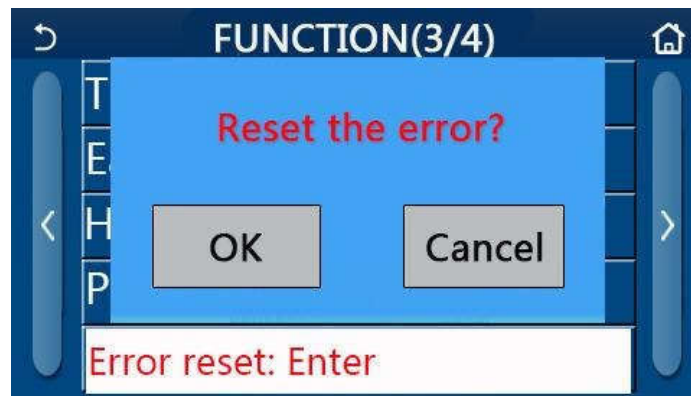 FUNCTION(3/4)
T
Reset the error?
E
H
OK
Cancel
P
Error reset: Enter